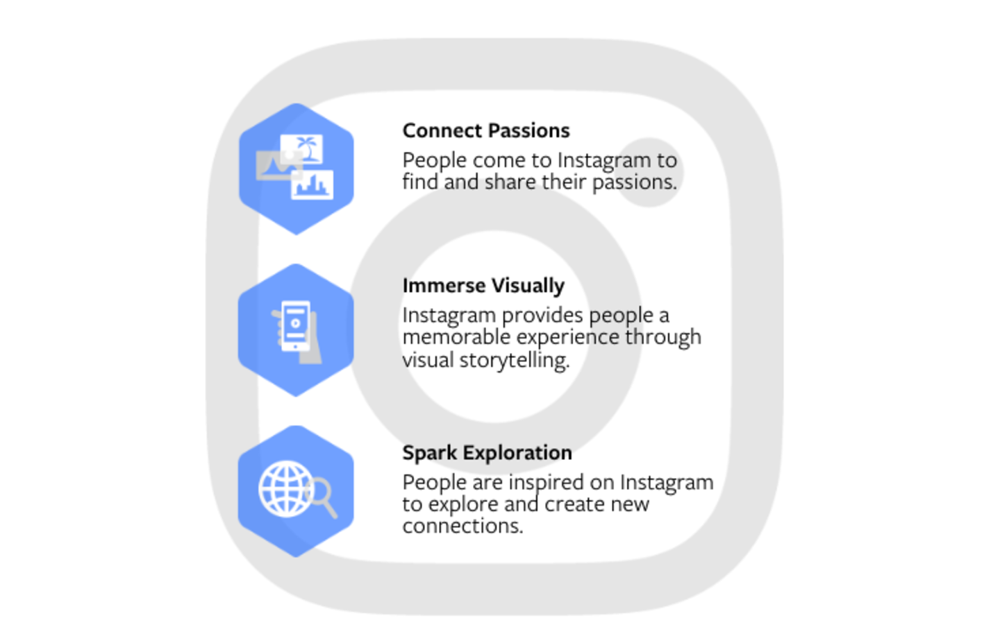 Connect Passions
People come to Instagram to
find and share their passions.
Immerse Visually
Instagram provides people a
memorable experience through
visual storytelling.
Spark Exploration
People are inspired on Instagram
to explore and create new
connections.